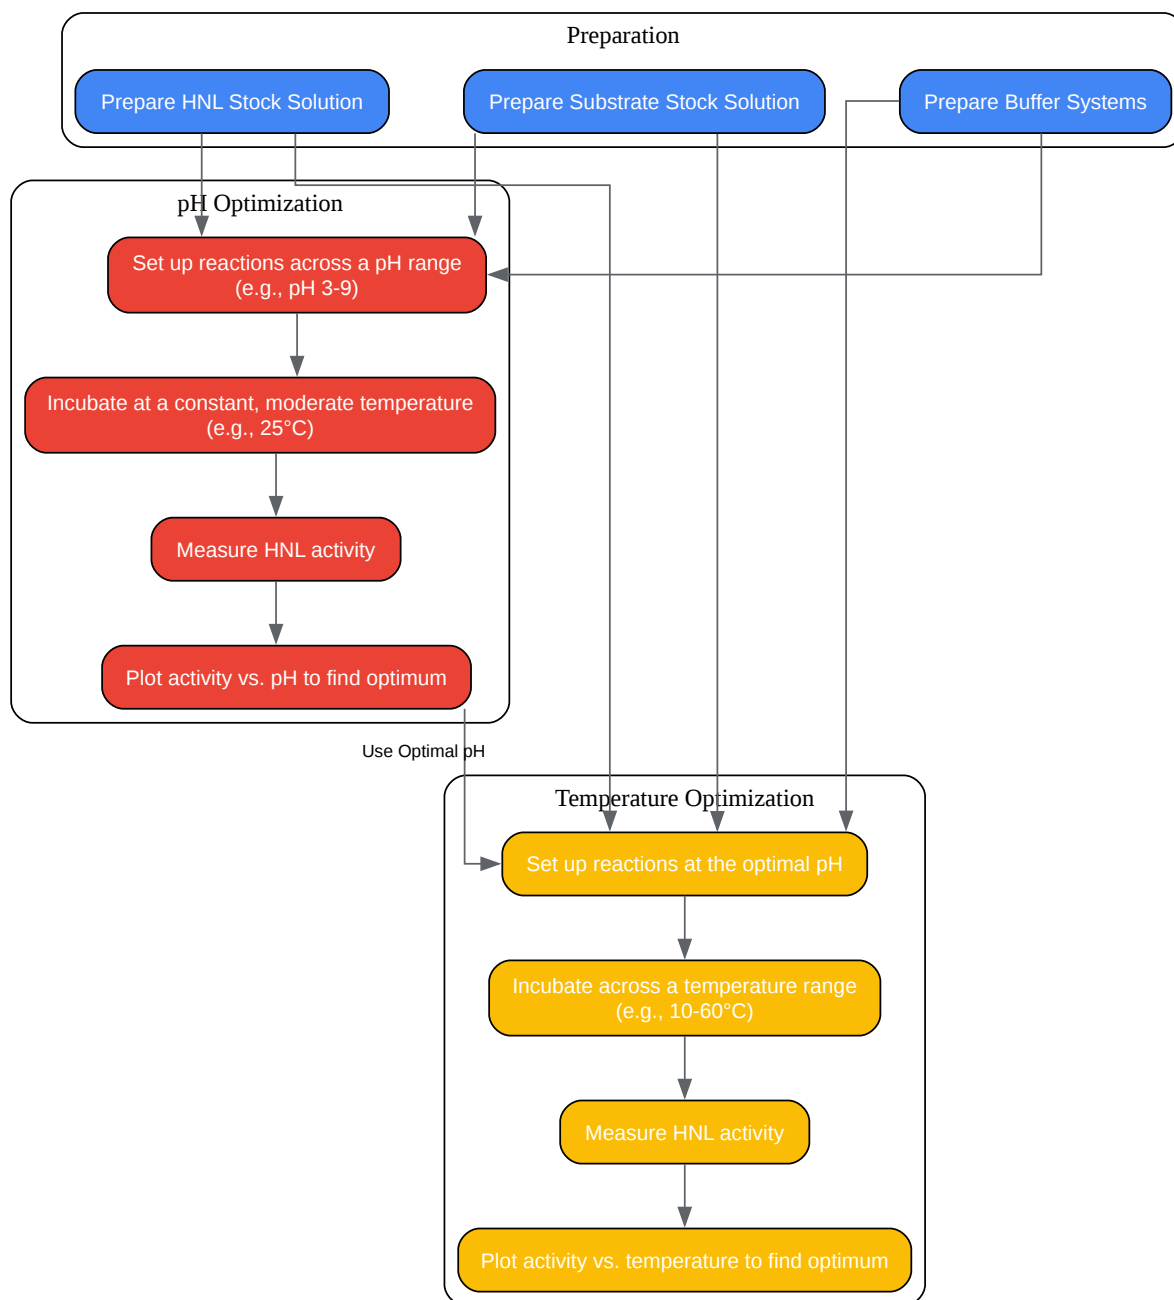 Preparation
Prepare HNL Stock Solution
Prepare Substrate Stock Solution
Prepare Buffer Systems
pH Optimization
Set up reactions across a pH range
(e.g., pH 3-9)
Incubate at a constant, moderate temperature
(e.g., 25°C)
Measure HNL activity
Plot activity vs. pH to find optimum
Use Optimal pH
Temperature Optimization
Set up reactions at the optimal pH
Incubate across a temperature range
(e.g., 10-60°C)
Measure HNL activity
Plot activity vs. temperature to find optimum